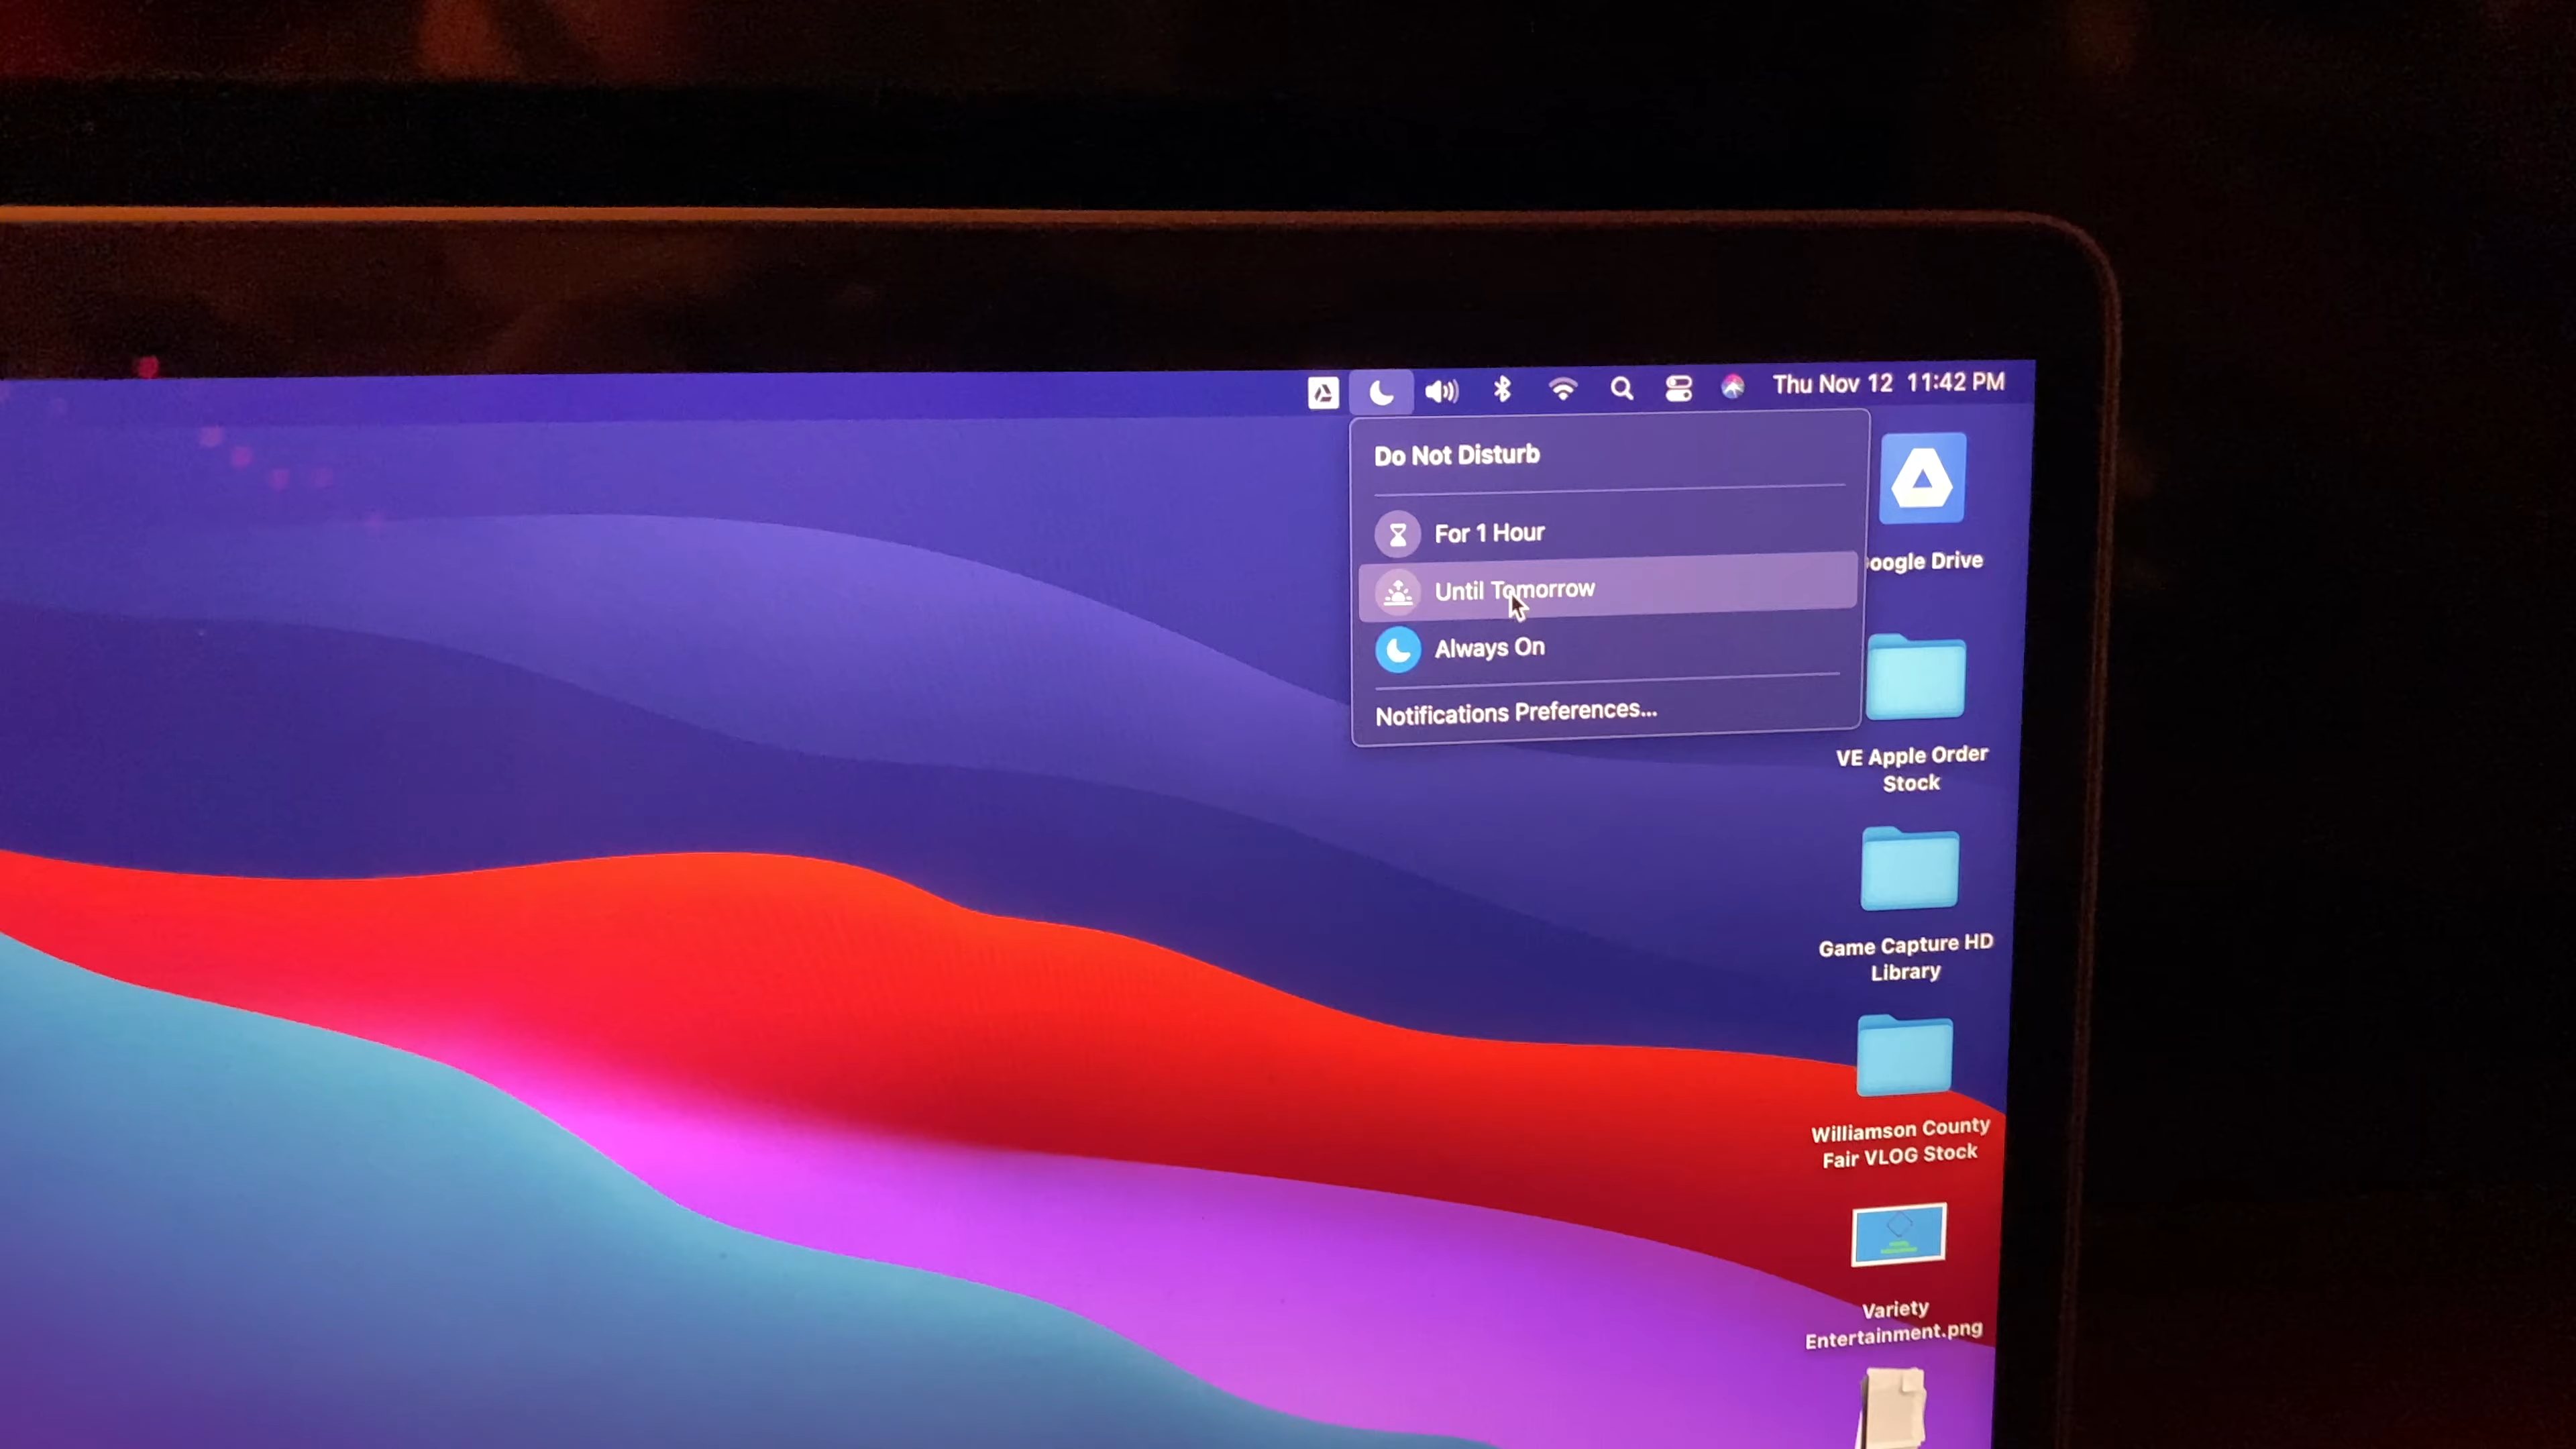 Thu Nov 12 11:42 PM
Do Not Disturb
For 1 Hour
Until Tomorrow
Always On
Notifications Preferences...
oogle Drive
VE Apple Order
Stock
Game Capture HD
Library
Williamson County
Fair VLOG Stock
Variety
Entertainment.png